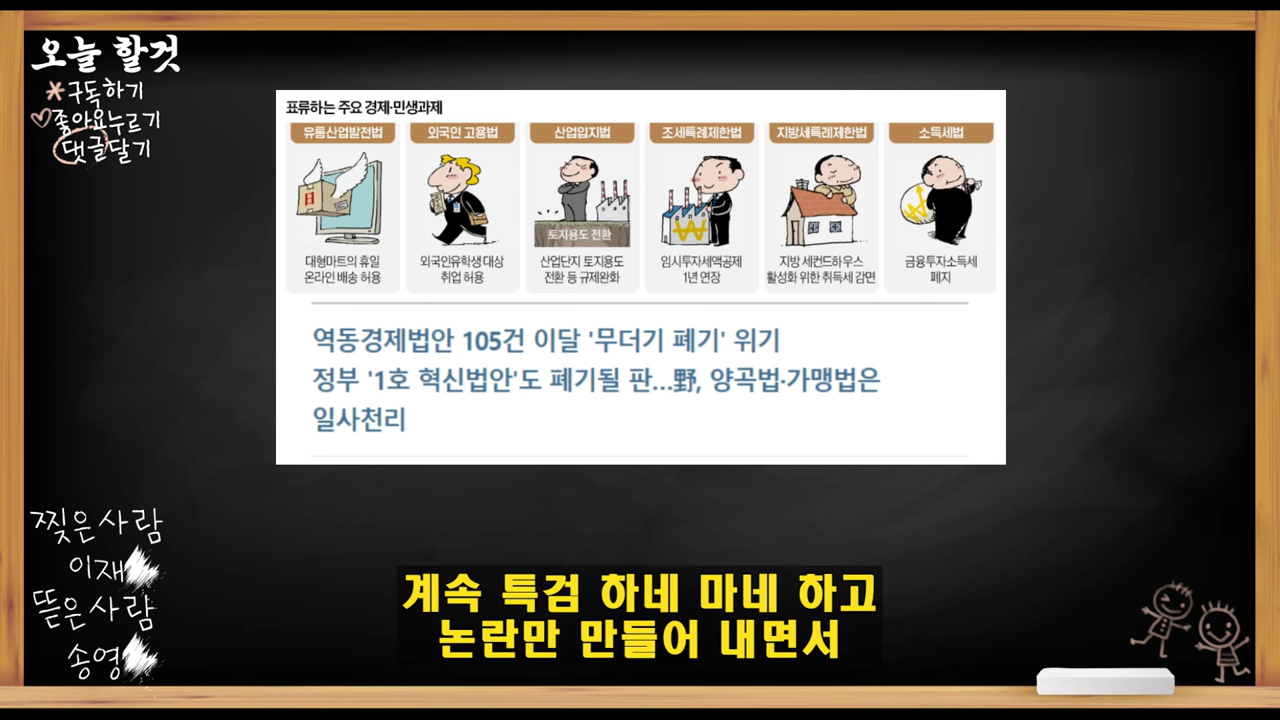 오늘 할것
*구독하기
♡좋아요누르기
댓글달기
표류하는 주요 경제·민생과제
유통산업발전법
대형마트의 휴일
온라인 배송 허용
외국인 고용법
외국인유학생 대상
취업 허용
산업입지법
토지용도 전환
산업단지 토지용도
전환 등 규제완화
조세특례제한법
임시투자세액공제
1년 연장
지방세특례제한법
지방 세컨드하우스
활성화 위한 취득세 감면
소득세법
금융투자소득세
폐지
역동경제법안 105건 이달 '무더기 폐기' 위기
정부 '1호 혁신법안'도 폐기될 판...野, 양곡법·가맹법은
일사천리
찢은사람
이재
뜯은사람
송영
계속 특검 하네 마네 하고
논란만 만들어 내면서